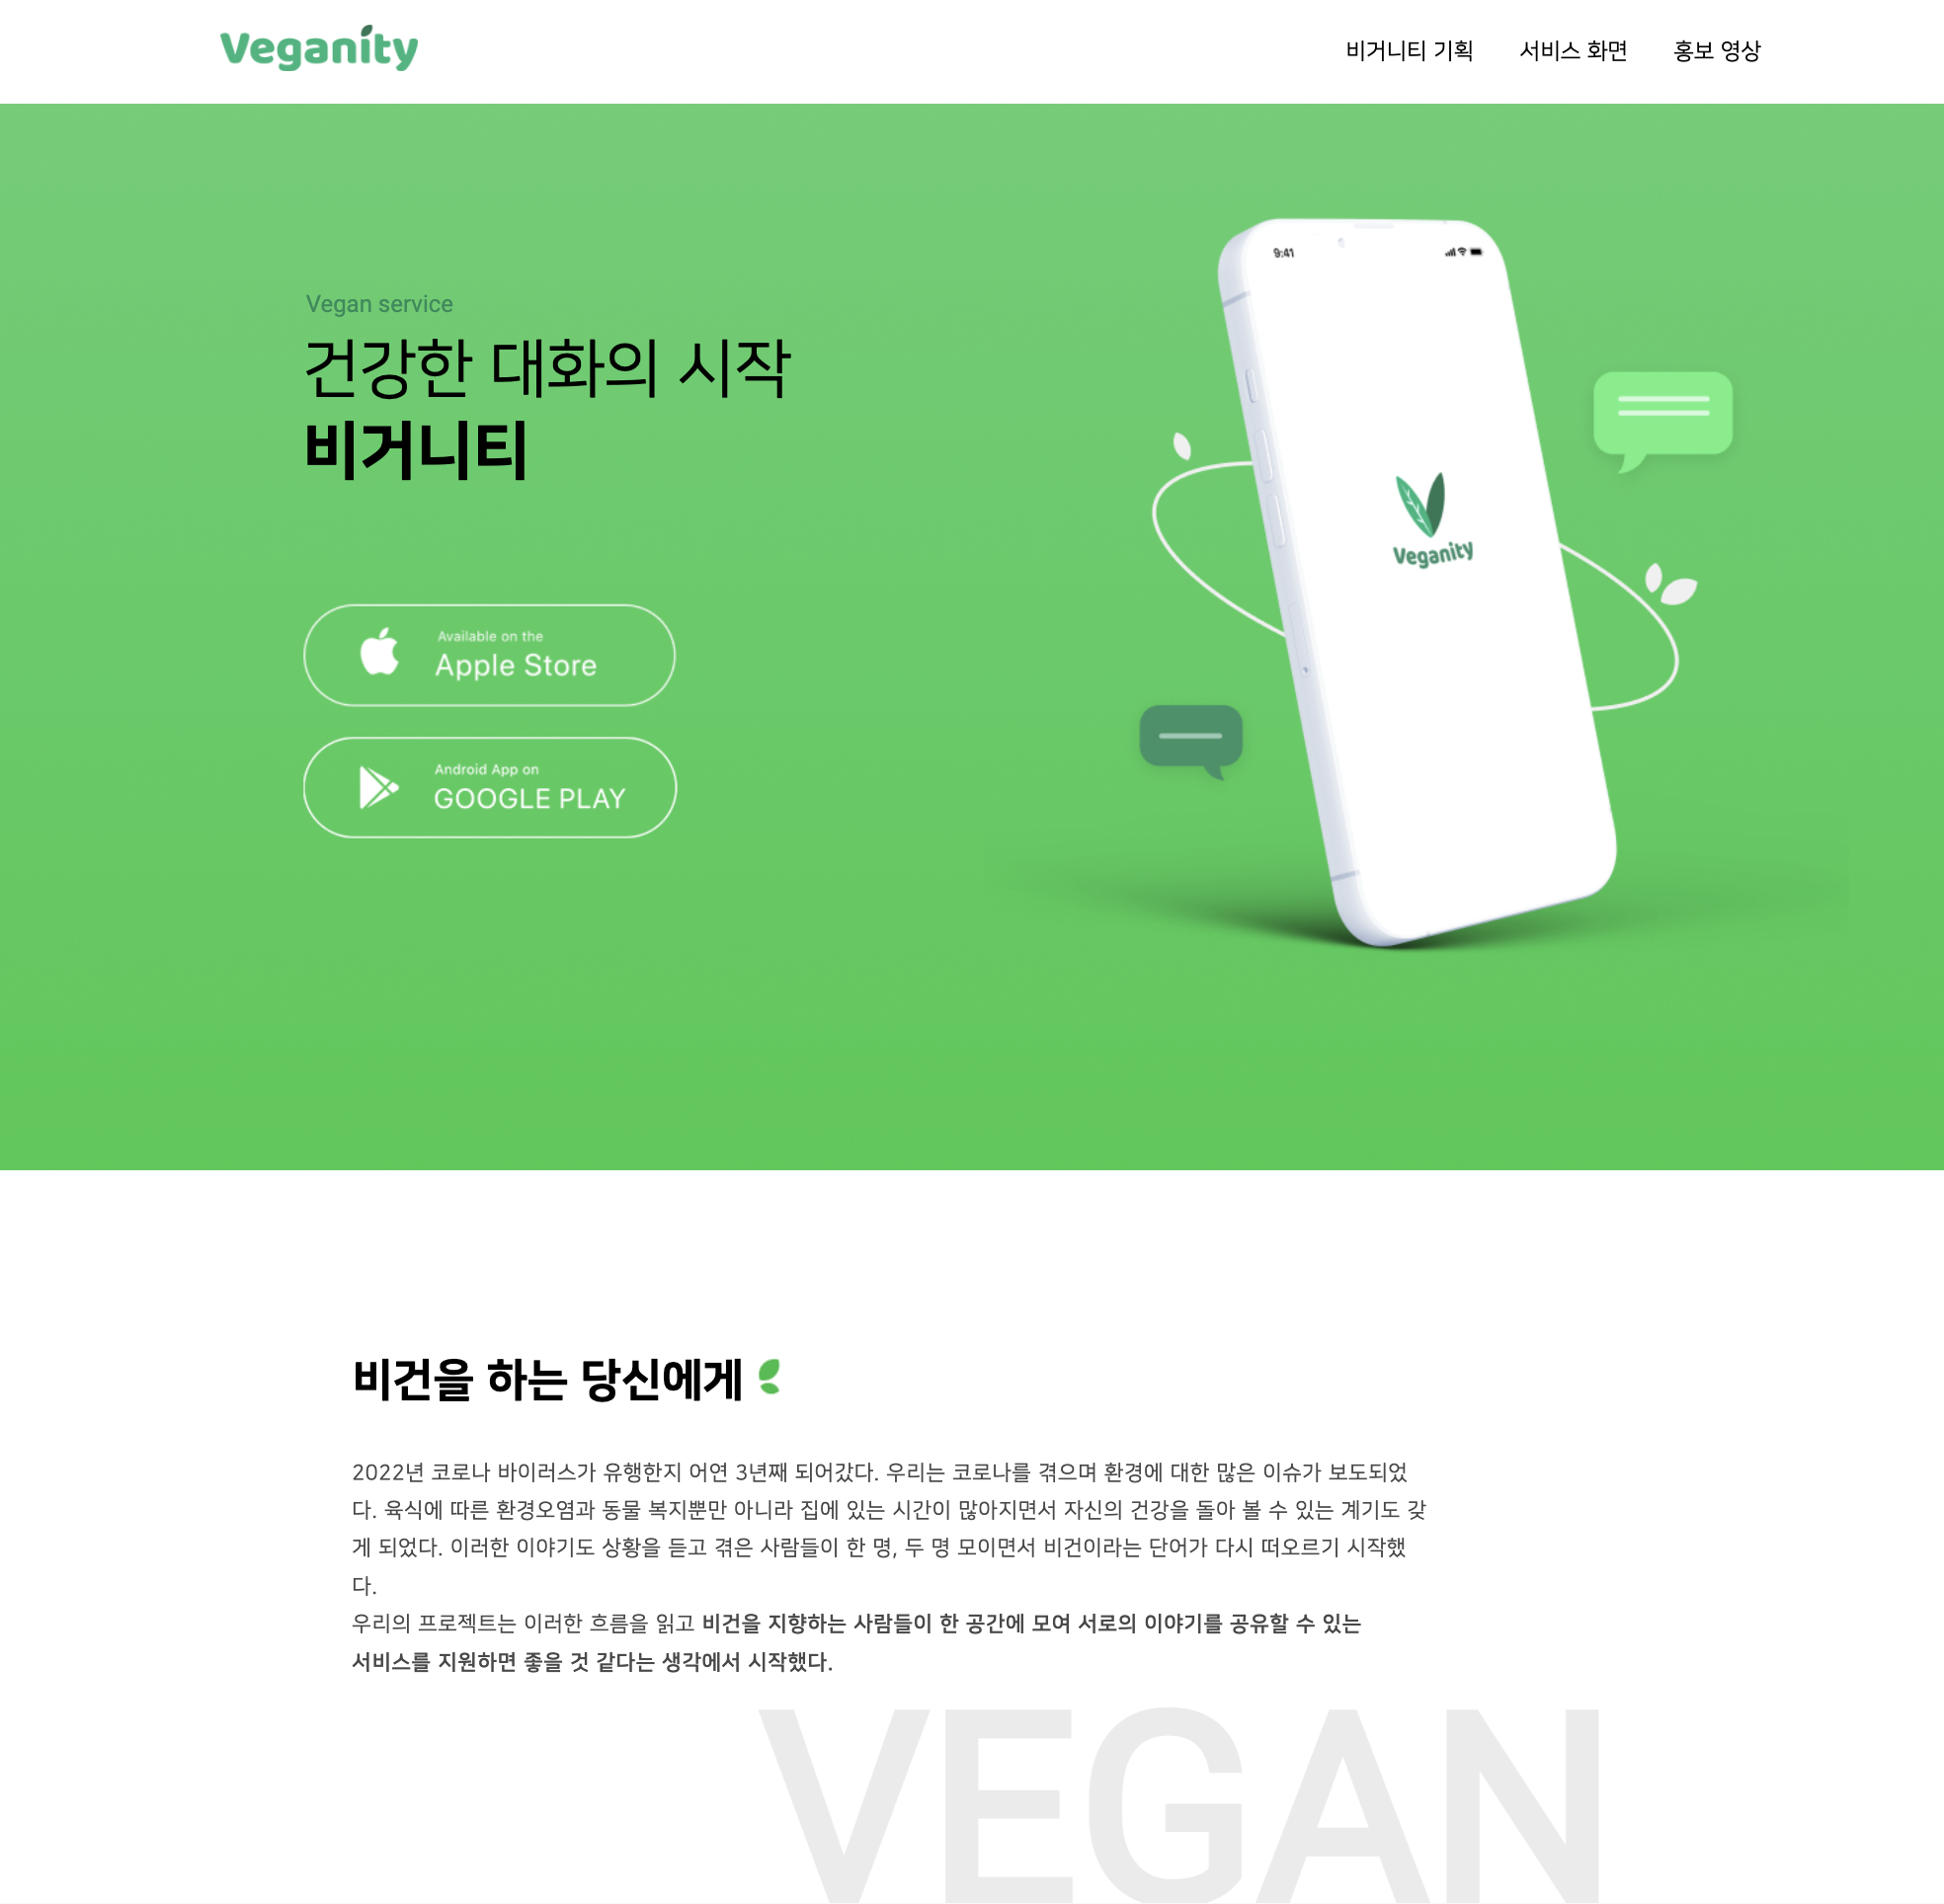 Veganity
비거니티 기획 서비스 화면 홍보 영상
Vegan service
건강한 대화의 시작
비거니티
Available on the
Apple Store
Android App on
GOOGLE PLAY
9:41
Veganity
비건을 하는 당신에게
2022년 코로나 바이러스가 유행한지 어연 3년째 되어갔다. 우리는 코로나를 겪으며 환경에 대한 많은 이슈가 보도되었
다. 육식에 따른 환경오염과 동물 복지뿐만 아니라 집에 있는 시간이 많아지면서 자신의 건강을 돌아 볼 수 있는 계기도 갖
게 되었다. 이러한 이야기도 상황을 듣고 겪은 사람들이 한 명, 두 명 모이면서 비건이라는 단어가 다시 떠오르기 시작했
다.
우리의 프로젝트는 이러한 흐름을 읽고 비건을 지향하는 사람들이 한 공간에 모여 서로의 이야기를 공유할 수 있는
서비스를 지원하면 좋을 것 같다는 생각에서 시작했다.
VEGAN